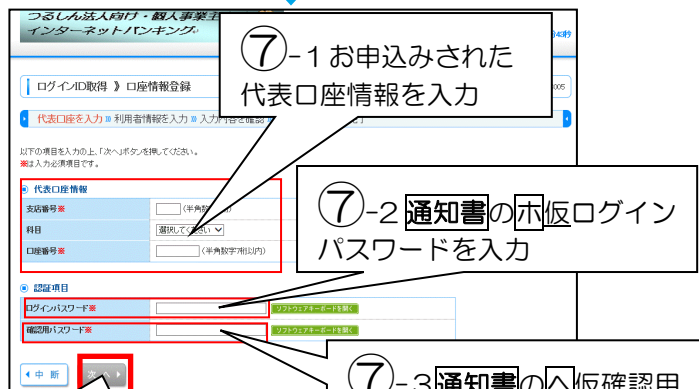 つるしん法人向け・個人事業主
インターネットバンキング
43秒
⑦-1お申込みされた
代表口座情報を入力
ログインID取得 》 口座情報登録
005
代表口座を入力 » 利用者情報を入力 » 入力内容を確認
以下の項目を入力の上、「次へ」ボタンを押してください。
※は入力必須項目です。
代表口座情報
支店番号※
(半角数
科目
選択してください
口座番号※
(半角数字7桁以内)
⑦-2 通知書のホ仮ログイン
パスワードを入力
認証項目
ログインパスワード※
ソフトウェアキーボードを開く
確認用パスワード※
ソフトウェアキーボードを開く
⑦-3通知書のヘ仮確認用
中 断
次 へ